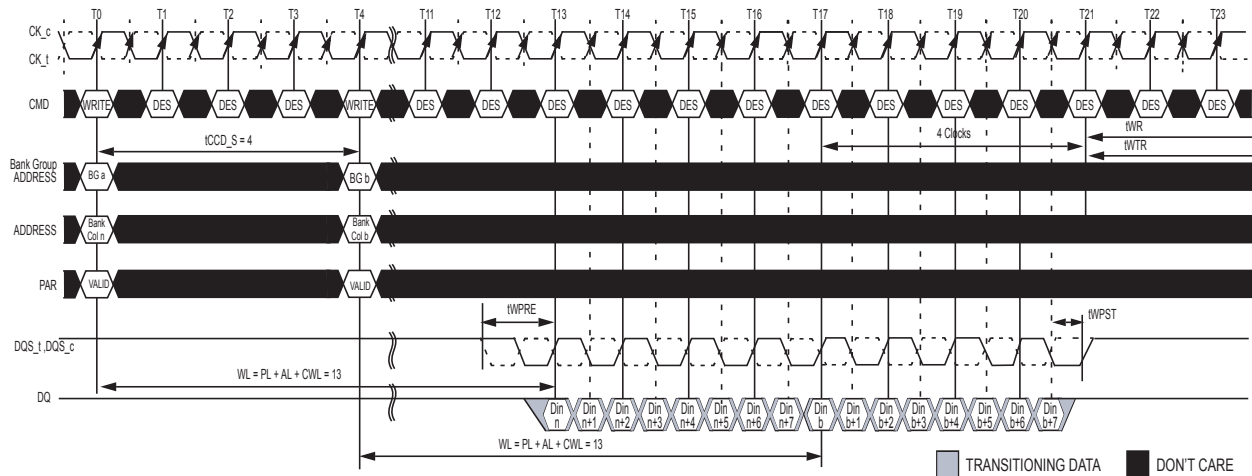 T0 T1 T2 T3 T4 T11 T12 T13 T14 T15 T16 T17 T18 T19 T20 T21 T22 T23
CK_c
CK_t
CMD WRITE DES DES DES WRITE DES DES DES DES DES DES DES DES DES DES DES DES DES
tCCD_S = 4
4 Clocks
tWR
tWTR
Bank Group
ADDRESS
BG a
BG b
ADDRESS
Bank
Col n
Bank
Col b
PAR
VALID
VALID
tWPRE
tWPST
DQS_t ,DQS_c
WL = PL + AL + CWL = 13
DQ
Din n
Din n+1
Din n+2
Din n+3
Din n+4
Din n+5
Din n+6
Din n+7
Din b
Din b+1
Din b+2
Din b+3
Din b+4
Din b+5
Din b+6
Din b+7
WL = PL + AL + CWL = 13
TRANSITIONING DATA
DON'T CARE